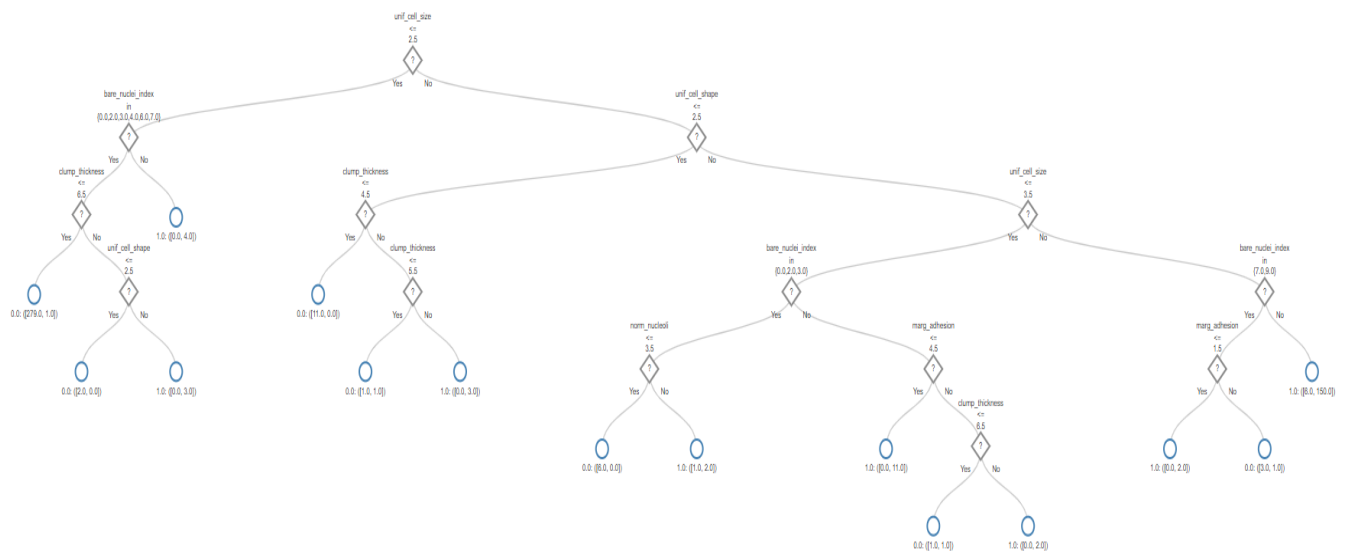 unif_cell_size
<=
2.5
?
Yes No
bare_nuclei_index
in
{0.0,2.0,3.0,4.0,6.0,7.0}
?
Yes No
unif_cell_shape
<=
2.5
?
Yes No
clump_thickness
<=
6.5
?
Yes No
1.0: ([0.0, 4.0])
clump_thickness
<=
4.5
?
Yes No
unif_cell_size
<=
3.5
?
Yes No
0.0: ([279.0, 1.0])
unif_cell_shape
<=
2.5
?
Yes No
0.0: ([11.0, 0.0])
clump_thickness
<=
5.5
?
Yes No
bare_nuclei_index
in
{0.0,2.0,3.0}
?
Yes No
bare_nuclei_index
in
{7.0,9.0}
?
Yes No
0.0: ([2.0, 0.0])
1.0: ([0.0, 3.0])
0.0: ([1.0, 1.0])
1.0: ([0.0, 3.0])
norm_nucleoli
<=
3.5
?
Yes No
marg_adhesion
<=
4.5
?
Yes No
marg_adhesion
<=
1.5
?
Yes No
1.0: ([6.0, 150.0])
0.0: ([6.0, 0.0])
1.0: ([1.0, 2.0])
1.0: ([0.0, 11.0])
clump_thickness
<=
6.5
?
Yes No
1.0: ([0.0, 2.0])
0.0: ([3.0, 1.0])
0.0: ([1.0, 1.0])
1.0: ([0.0, 2.0])